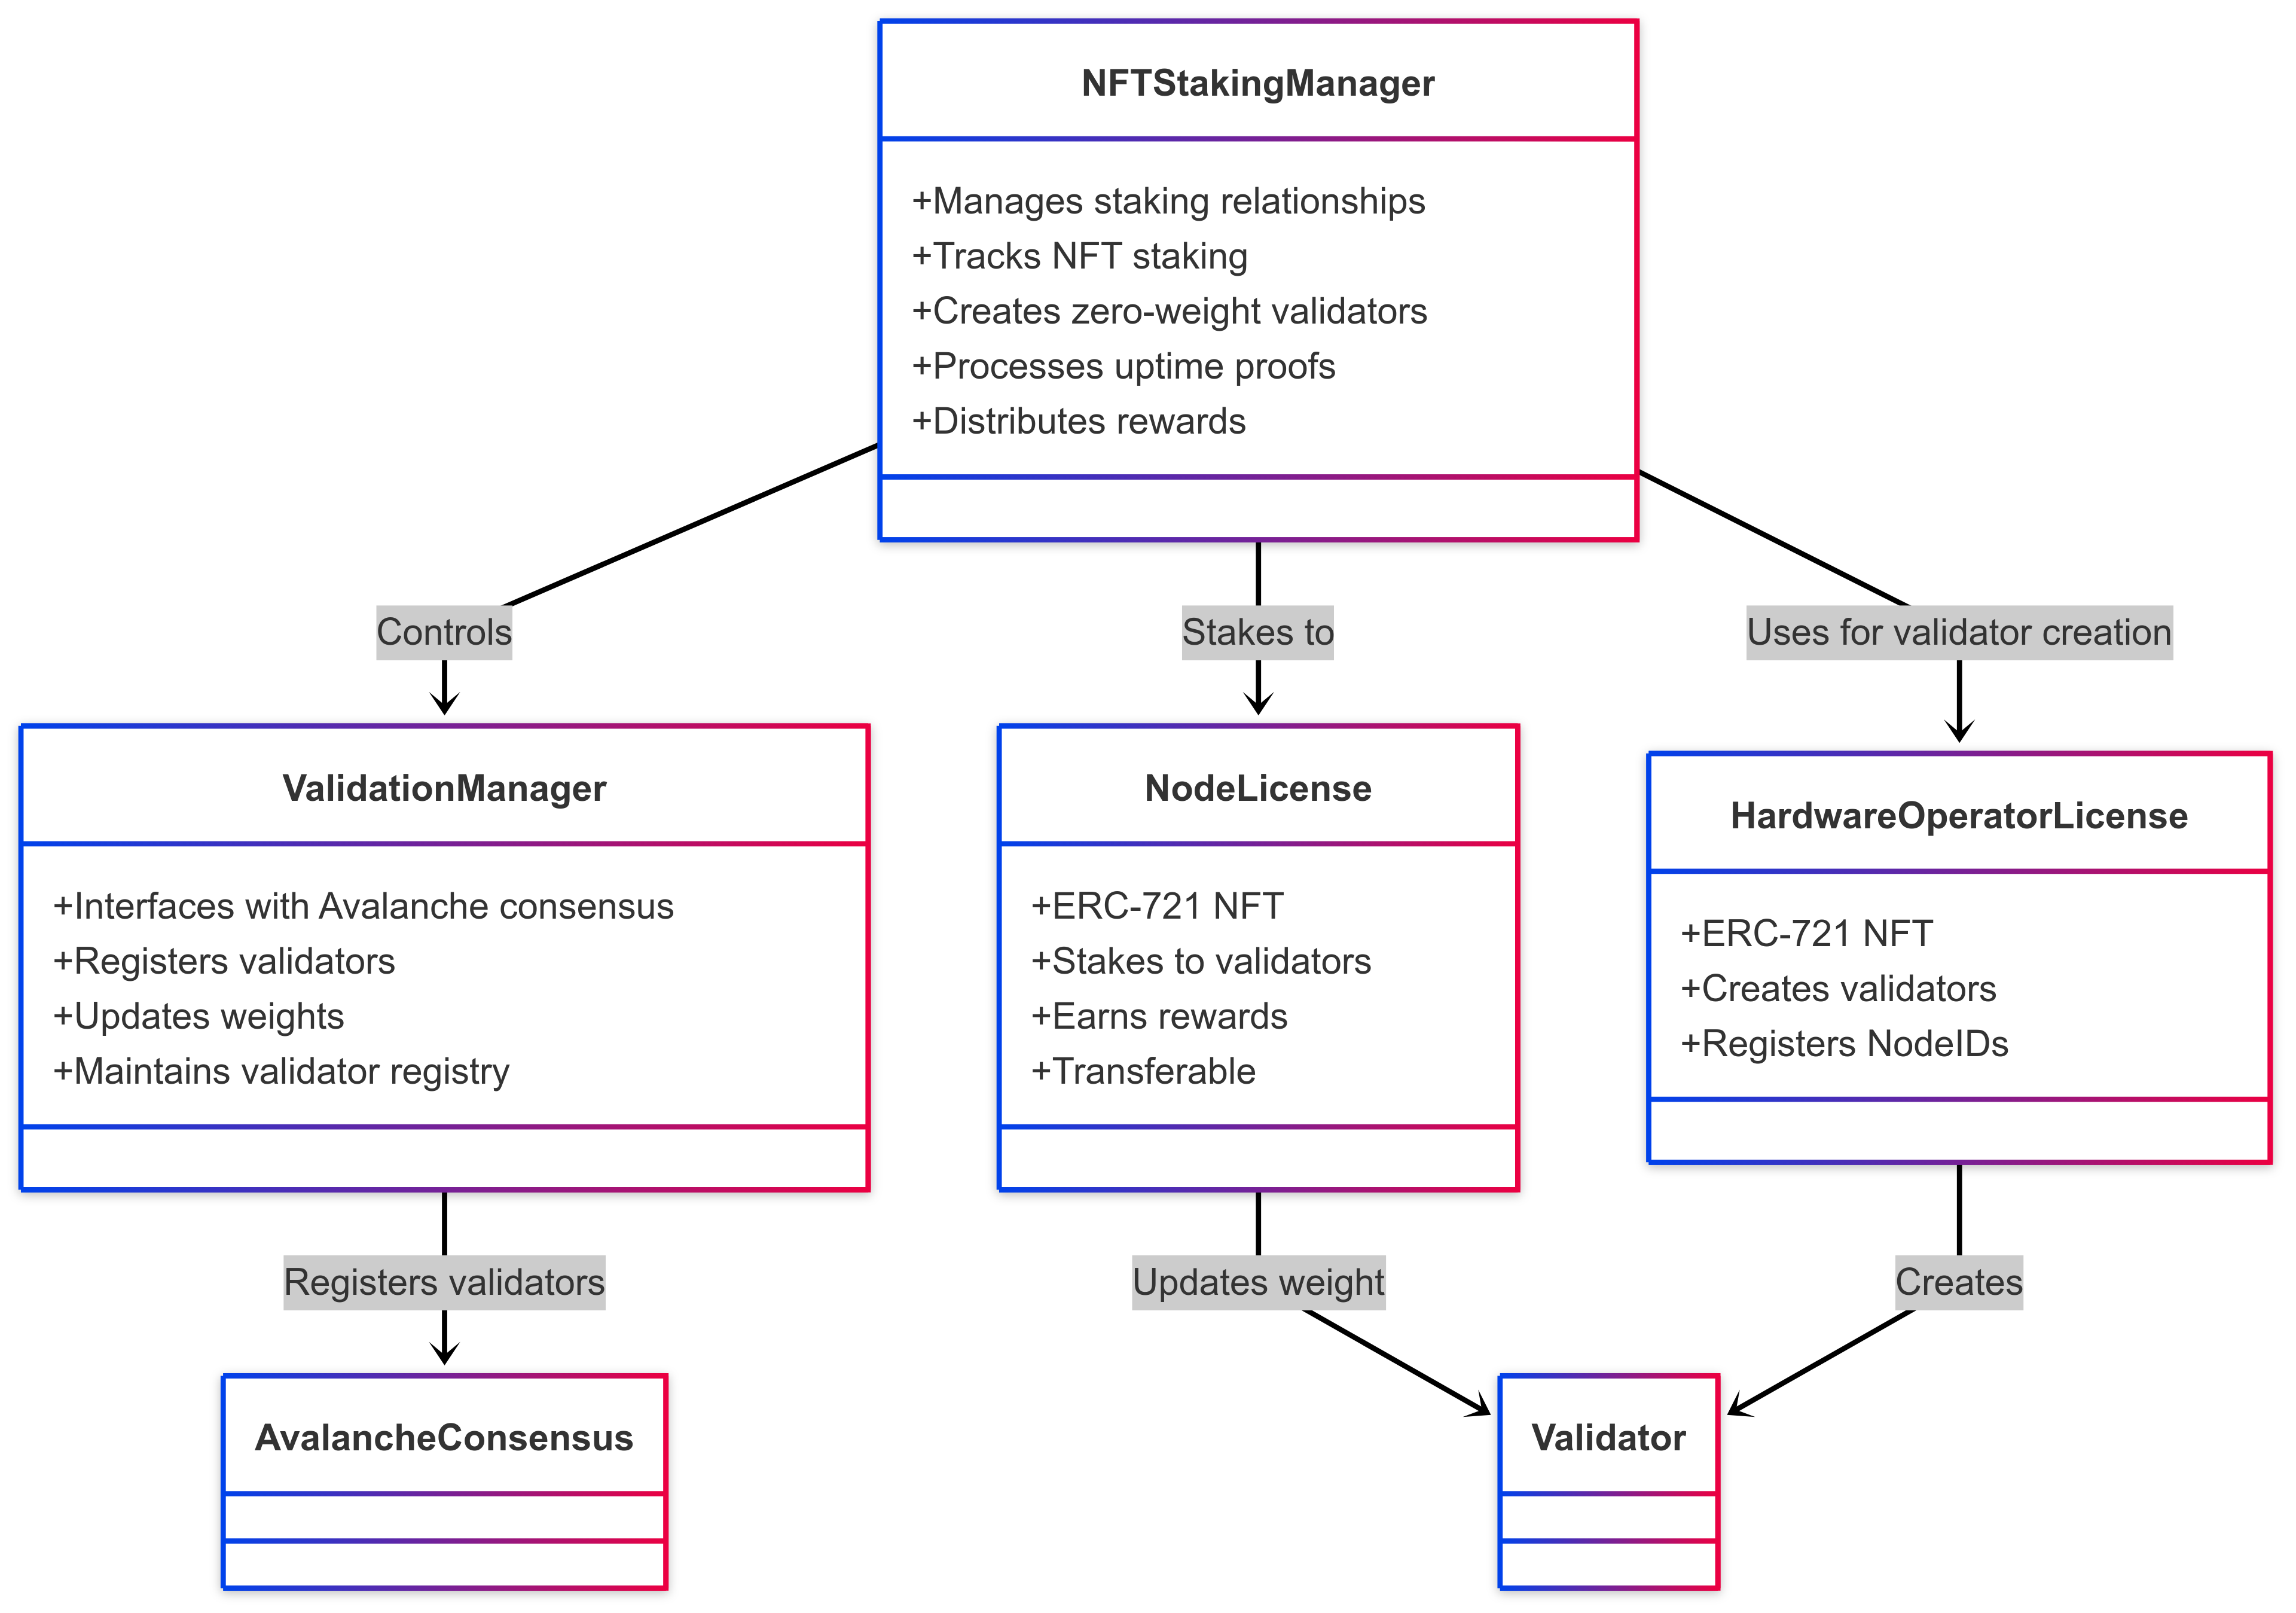 NFTStakingManager
+Manages staking relationships
+Tracks NFT staking
+Creates zero-weight validators
+Processes uptime proofs
+Distributes rewards
Controls
Stakes to
Uses for validator creation
ValidationManager
+Interfaces with Avalanche consensus
+Registers validators
+Updates weights
+Maintains validator registry
NodeLicense
+ERC-721 NFT
+Stakes to validators
+Earns rewards
+Transferable
HardwareOperatorLicense
+ERC-721 NFT
+Creates validators
+Registers NodeIDs
Registers validators
Updates weight
Creates
AvalancheConsensus
Validator